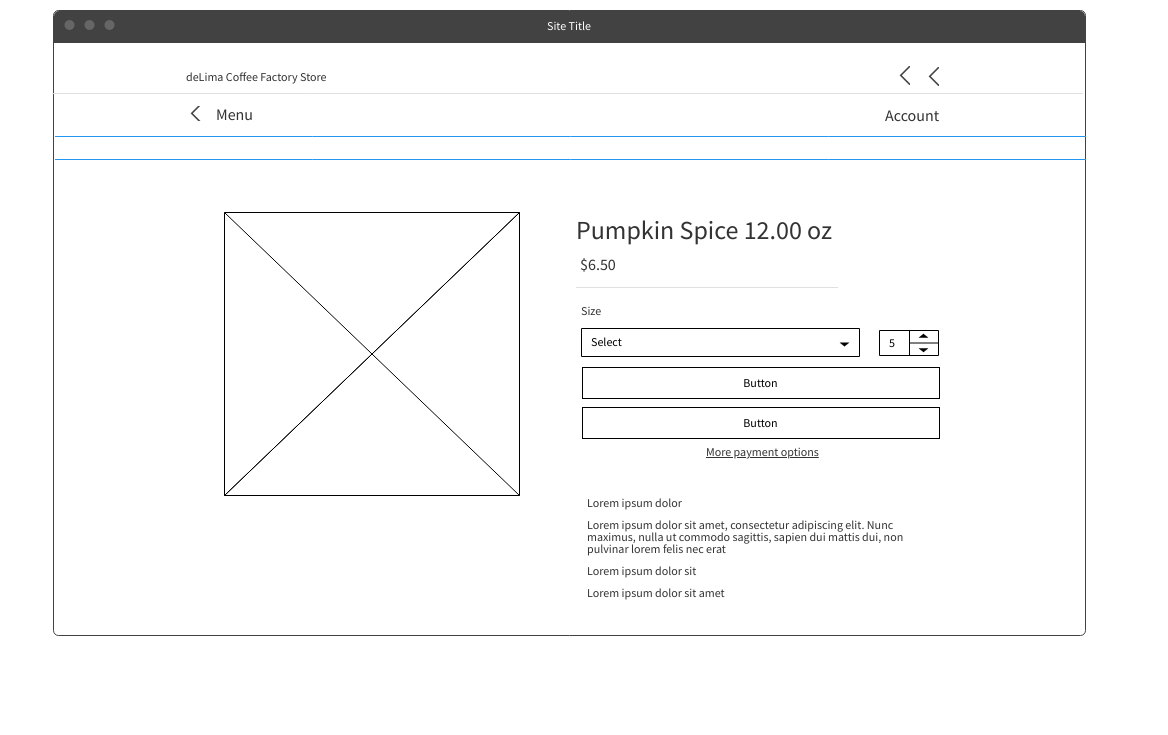 Site Title
deLima Coffee Factory Store
Menu
Account
Pumpkin Spice 12.00 oz
$6.50
Size
Select
5
Button
Button
More payment options
Lorem ipsum dolor
Lorem ipsum dolor sit amet, consectetur adipiscing elit. Nunc
maximus, nulla ut commodo sagittis, sapien dui mattis dui, non
pulvinar lorem felis nec erat
Lorem ipsum dolor sit
Lorem ipsum dolor sit amet